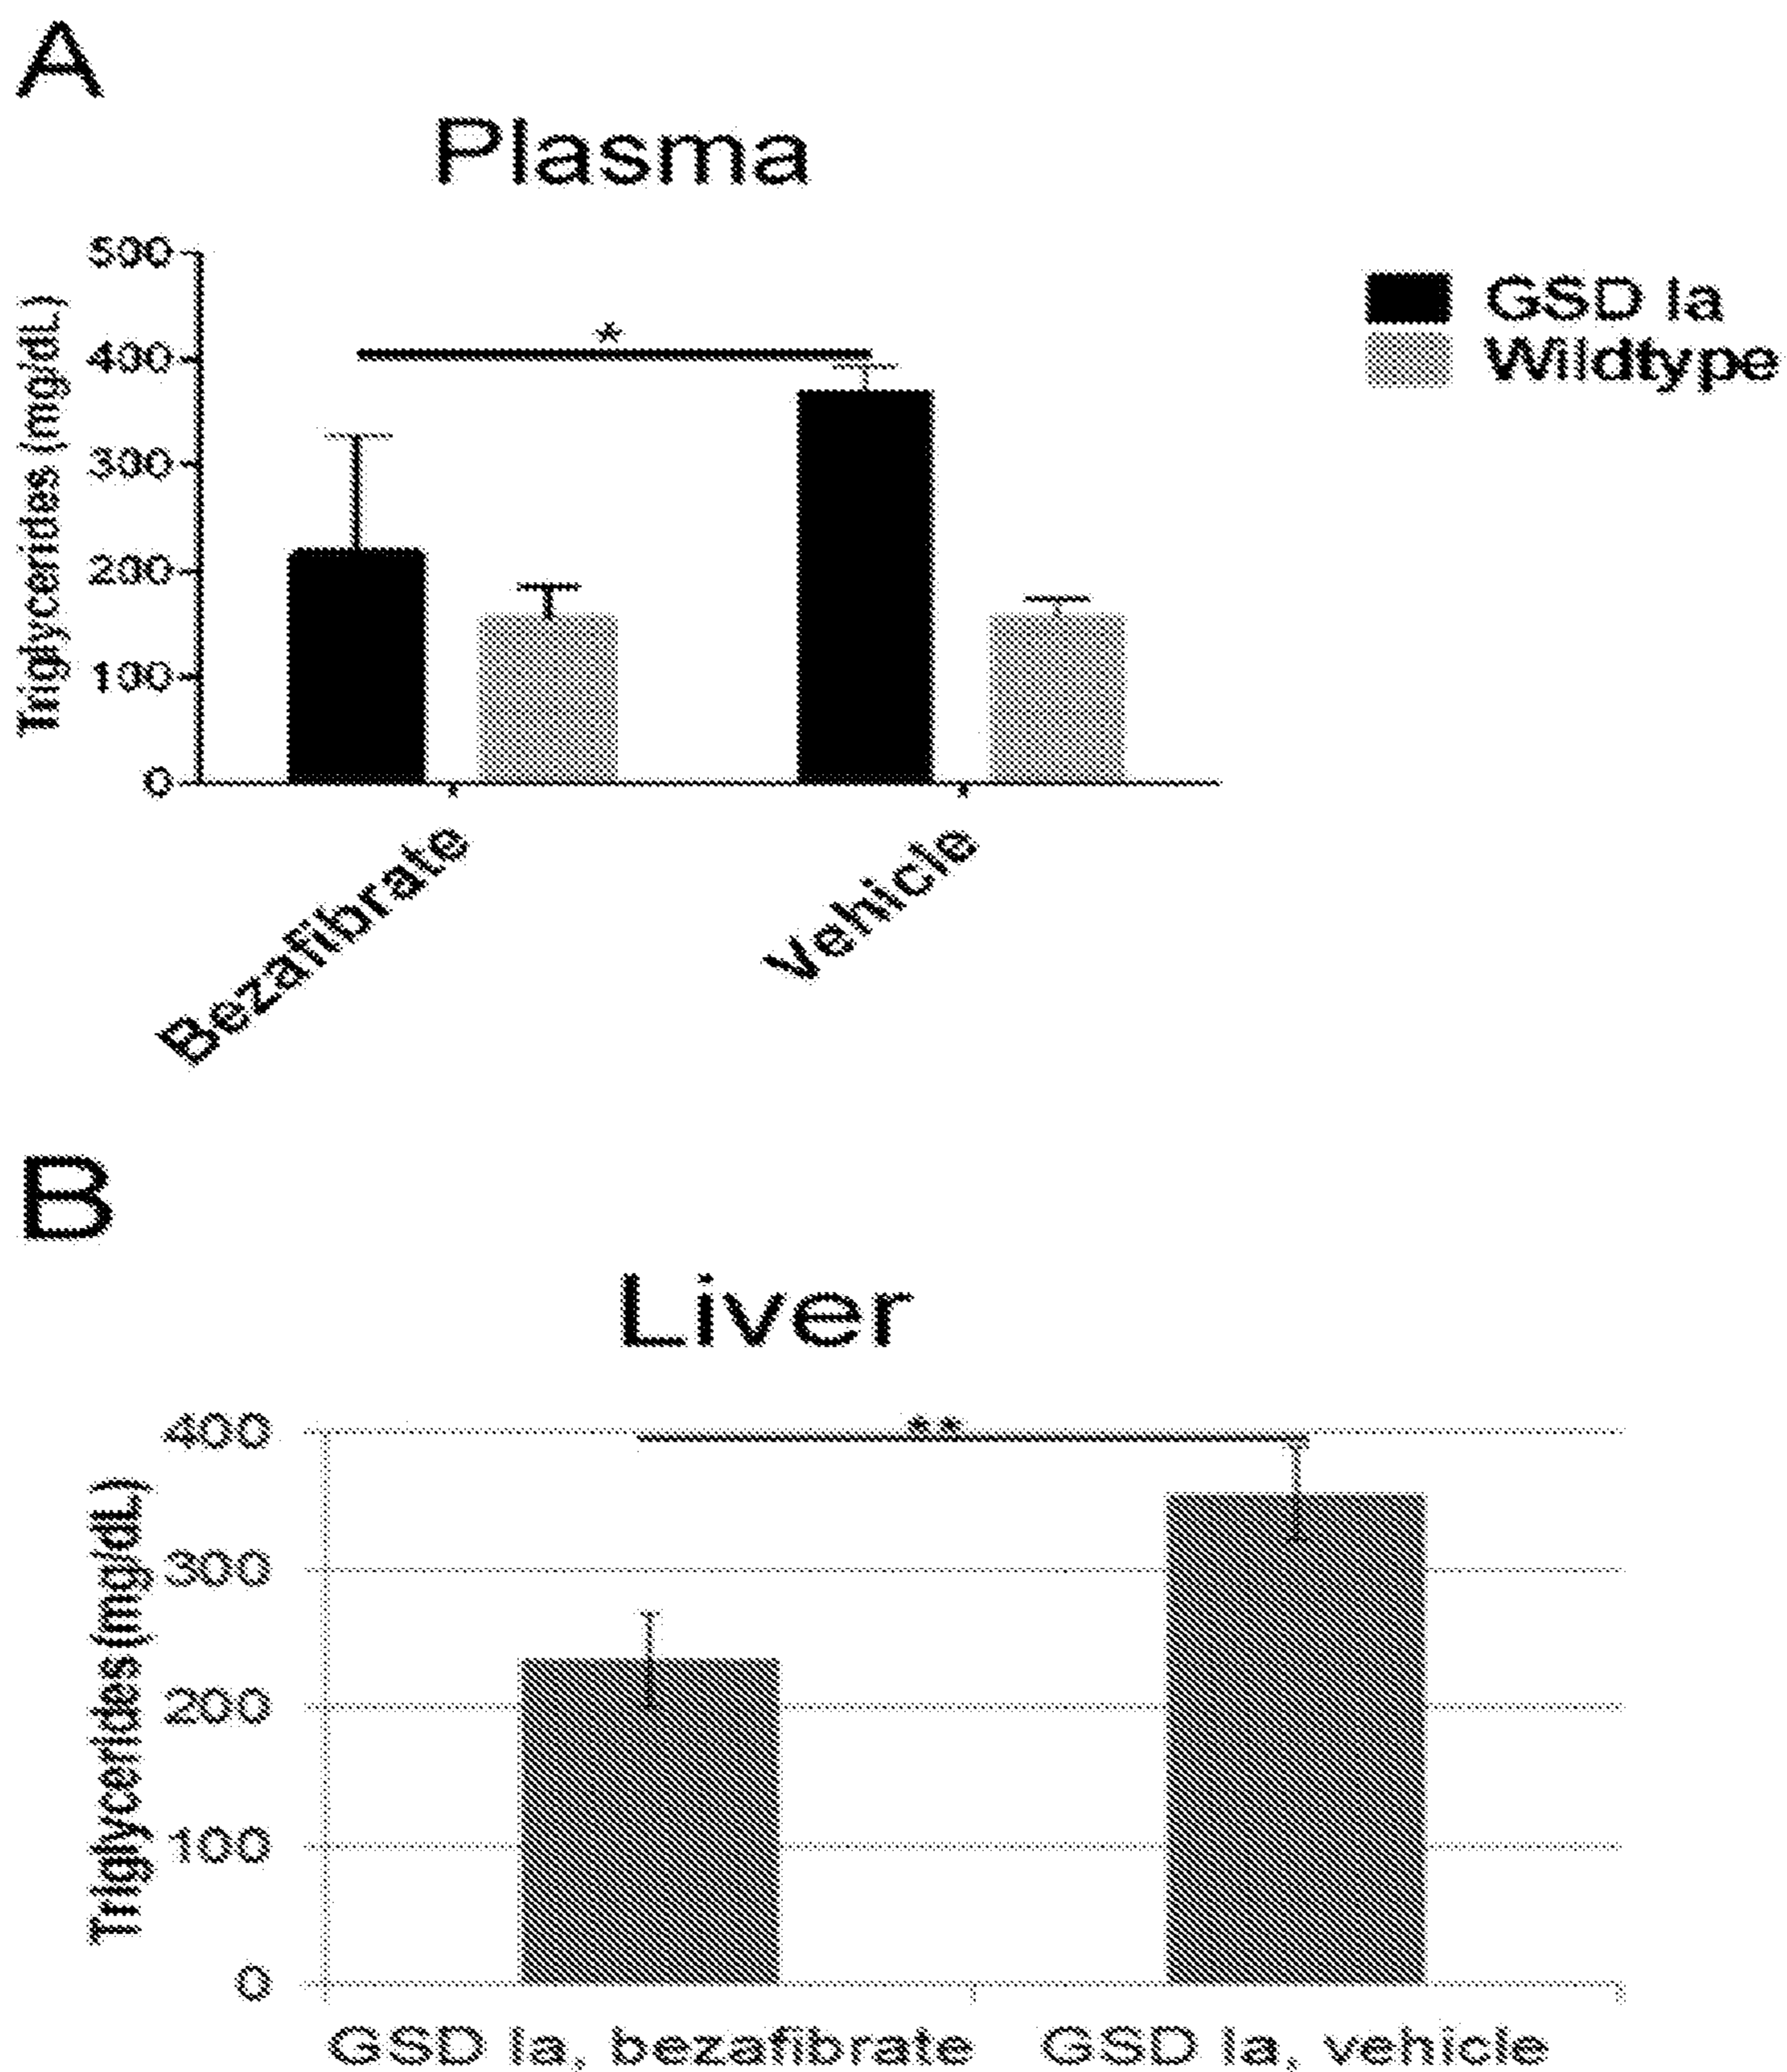 A
Plasma
500
400
300
200
100
0
Triglycerides (mg/dL)
*
GSD Ia
Wildtype
Bezafibrate
Vehicle
B
Liver
400
300
200
100
0
Triglycerides (mg/dL)
**
GSD Ia, bezafibrate
GSD Ia, vehicle